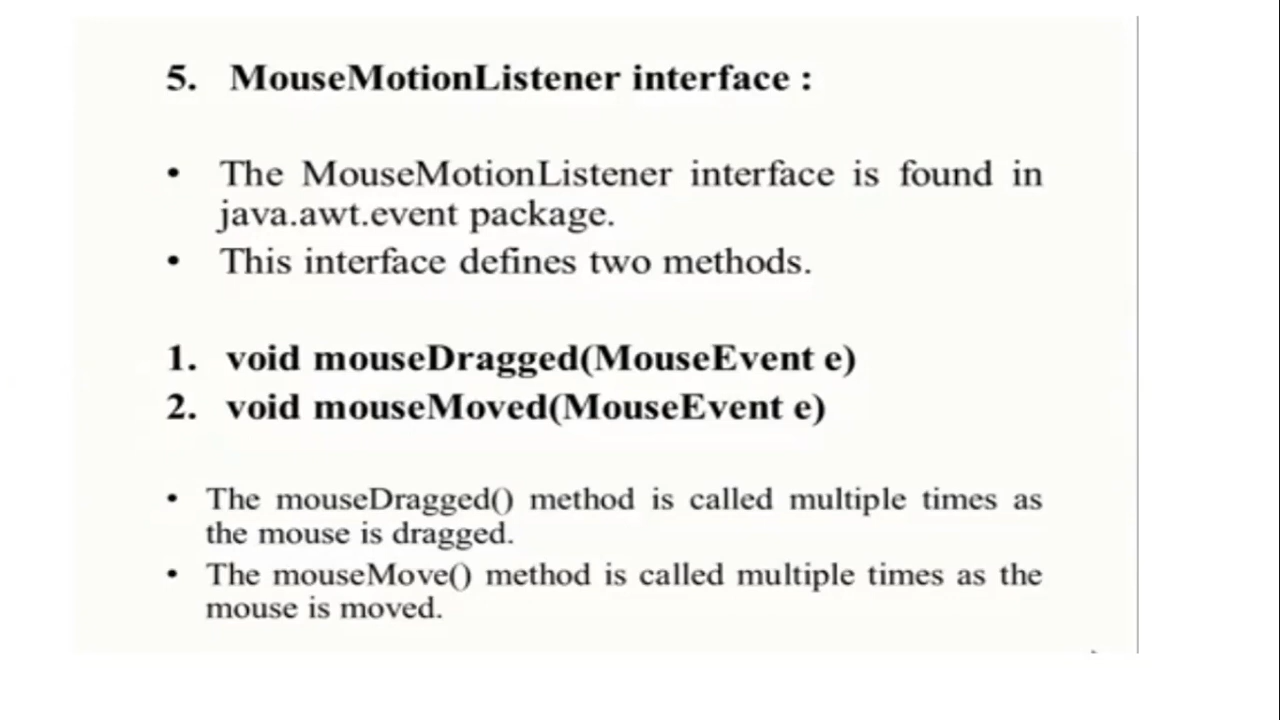 5. MouseMotionListener interface :
• The MouseMotionListener interface is found in
java.awt.event package.
• This interface defines two methods.
1. void mouseDragged(MouseEvent e)
2. void mouseMoved(MouseEvent e)
• The mouseDragged() method is called multiple times as
the mouse is dragged.
• The mouseMove() method is called multiple times as the
mouse is moved.